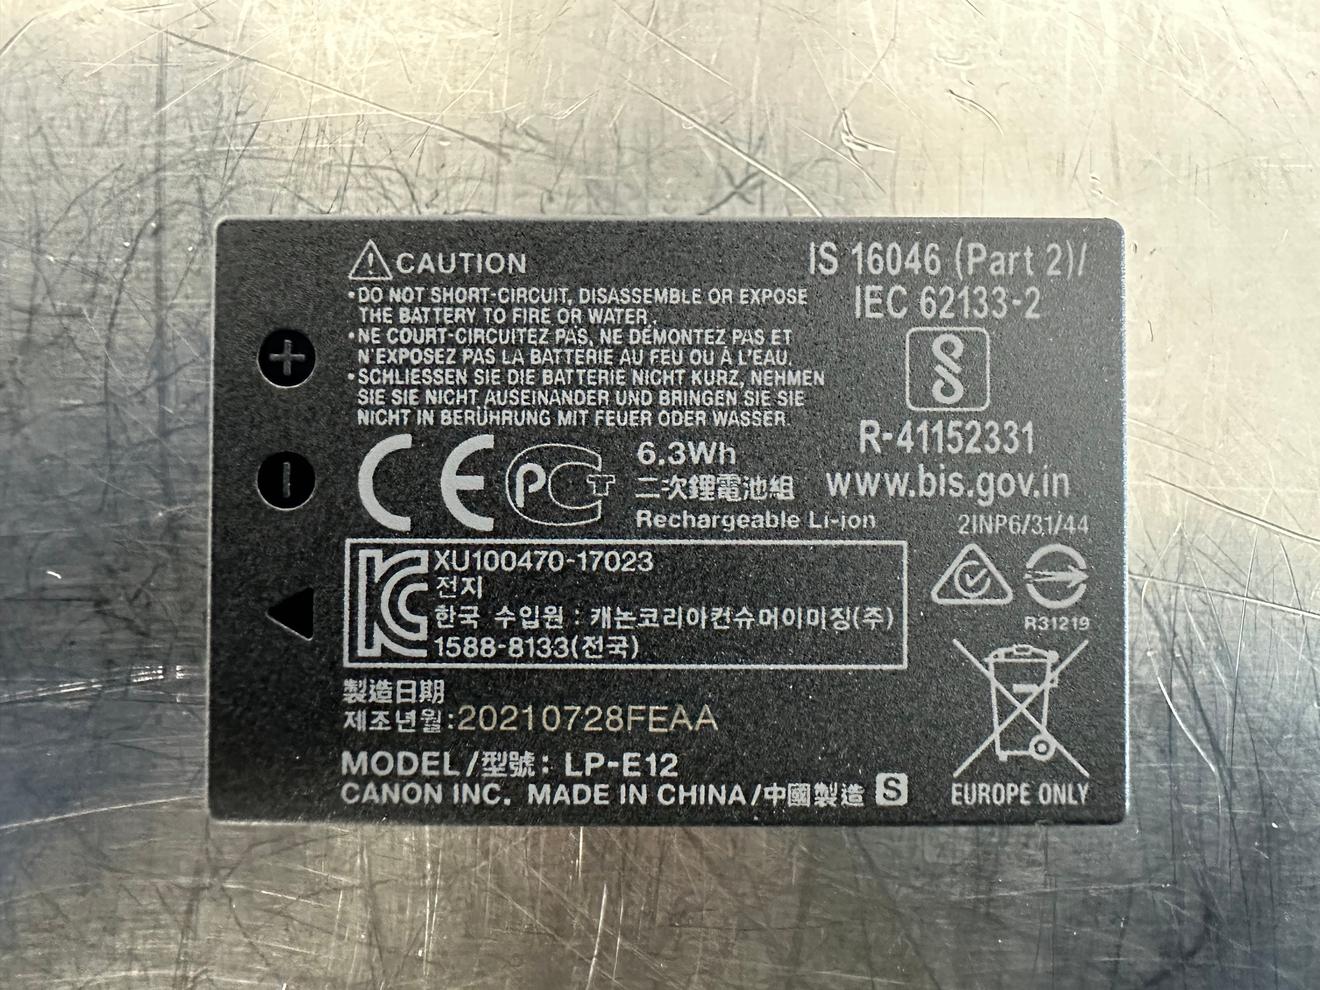 CAUTION
•DO NOT SHORT-CIRCUIT, DISASSEMBLE OR EXPOSE
THE BATTERY TO FIRE OR WATER.
•NE COURT-CIRCUITEZ PAS, NE DÉMONTEZ PAS ET
N'EXPOSEZ PAS LA BATTERIE AU FEU OU À L'EAU.
•SCHLIESSEN SIE DIE BATTERIE NICHT KURZ, NEHMEN
SIE SIE NICHT AUSEINANDER UND BRINGEN SIE SIE
NICHT IN BERÜHRUNG MIT FEUER ODER WASSER.
IS 16046 (Part 2)/
IEC 62133-2
R-41152331
www.bis.gov.in
CE PCT
6.3Wh
二次鋰電池組
Rechargeable Li-ion
2INP6/31/44
R31219
KC
XU100470-17023
전지
한국 수입원 : 캐논코리아컨슈머이미징(주)
1588-8133(전국)
製造日期
제조년월:20210728FEAA
MODEL/型號: LP-E12
CANON INC. MADE IN CHINA/中國製造 S
EUROPE ONLY